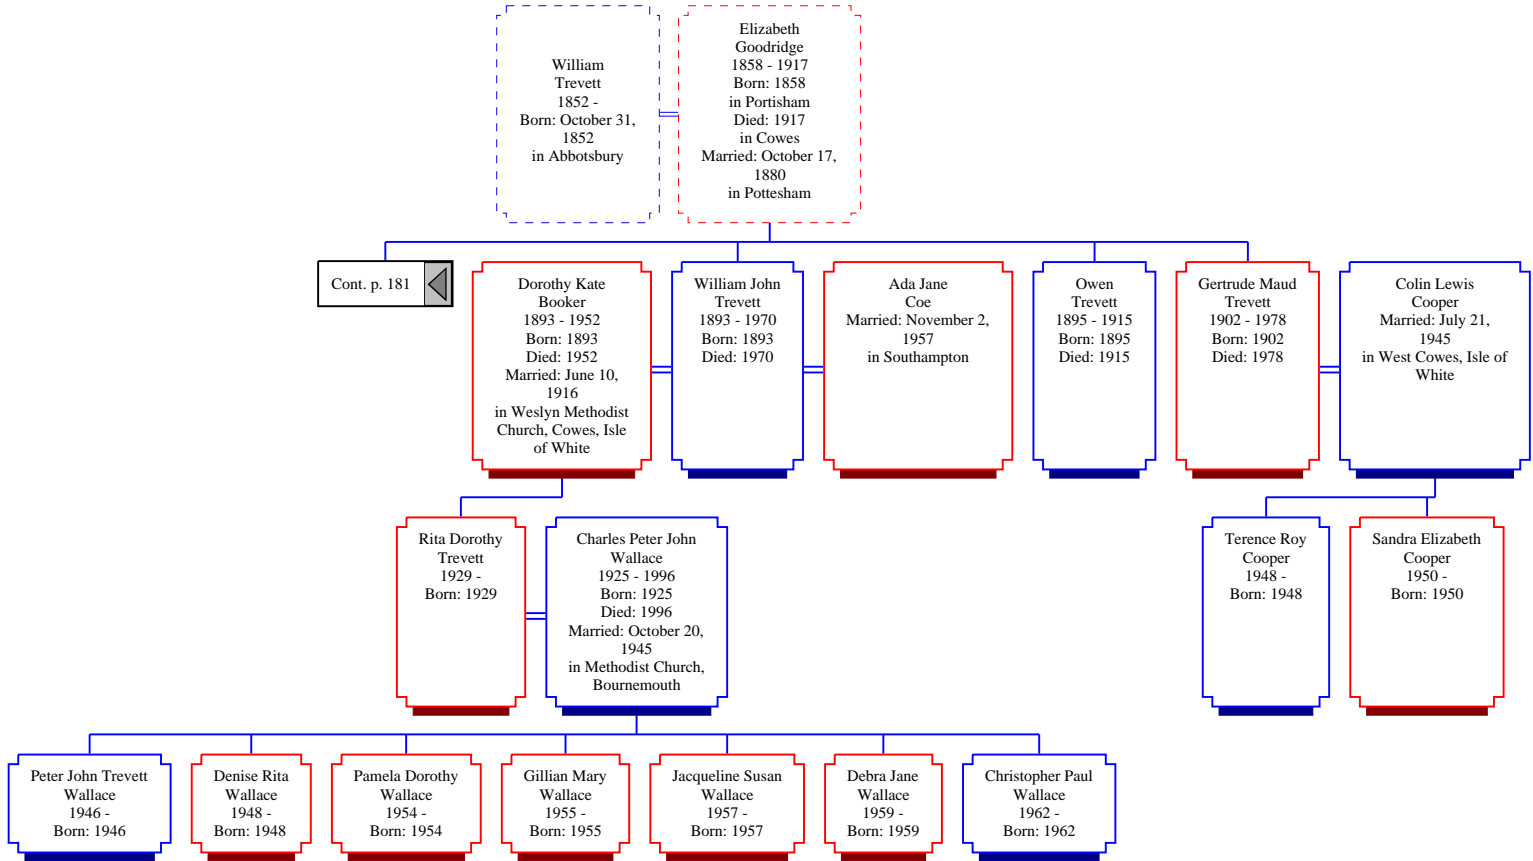 William
Trevett
1852 -
Born: October 31,
1852
in Abbotsbury
Elizabeth
Goodridge
1858 - 1917
Born: 1858
in Portisham
Died: 1917
in Cowes
Married: October 17,
1880
in Pottesham
Cont. p. 181
Dorothy Kate
Booker
1893 - 1952
Born: 1893
Died: 1952
Married: June 10,
1916
in Weslyn Methodist
Church, Cowes, Isle
of White
William John
Trevett
1893 - 1970
Born: 1893
Died: 1970
Ada Jane
Coe
Married: November 2,
1957
in Southampton
Owen
Trevett
1895 - 1915
Born: 1895
Died: 1915
Gertrude Maud
Trevett
1902 - 1978
Born: 1902
Died: 1978
Colin Lewis
Cooper
Married: July 21,
1945
in West Cowes, Isle of
White
Rita Dorothy
Trevett
1929 -
Born: 1929
Charles Peter John
Wallace
1925 - 1996
Born: 1925
Died: 1996
Married: October 20,
1945
in Methodist Church,
Bournemouth
Terence Roy
Cooper
1948 -
Born: 1948
Sandra Elizabeth
Cooper
1950 -
Born: 1950
Peter John Trevett
Wallace
1946 -
Born: 1946
Denise Rita
Wallace
1948 -
Born: 1948
Pamela Dorothy
Wallace
1954 -
Born: 1954
Gillian Mary
Wallace
1955 -
Born: 1955
Jacqueline Susan
Wallace
1957 -
Born: 1957
Debra Jane
Wallace
1959 -
Born: 1959
Christopher Paul
Wallace
1962 -
Born: 1962